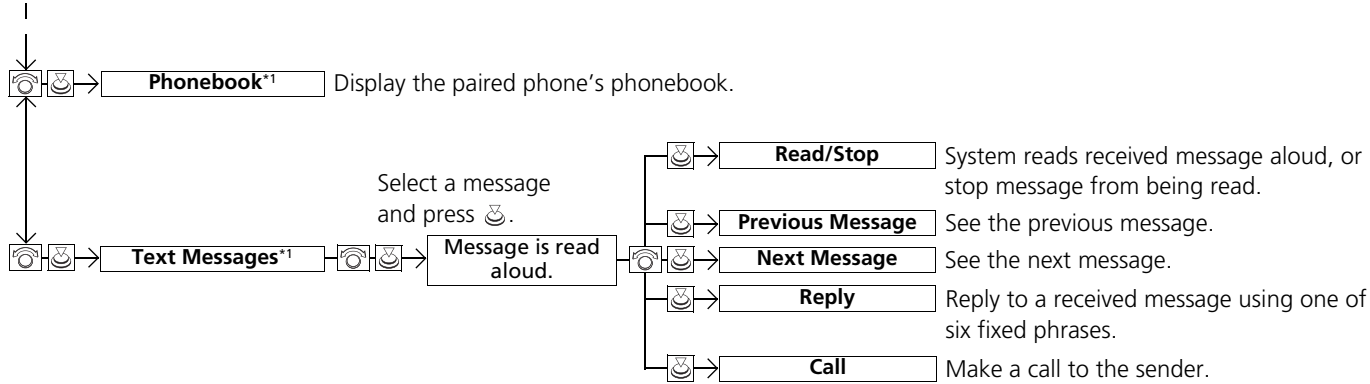 Phonebook*1 Display the paired phone's phonebook.
Select a message
and press .
Text Messages*1
Message is read
aloud.
Read/Stop System reads received message aloud, or
stop message from being read.
Previous Message See the previous message.
Next Message See the next message.
Reply Reply to a received message using one of
six fixed phrases.
Call Make a call to the sender.